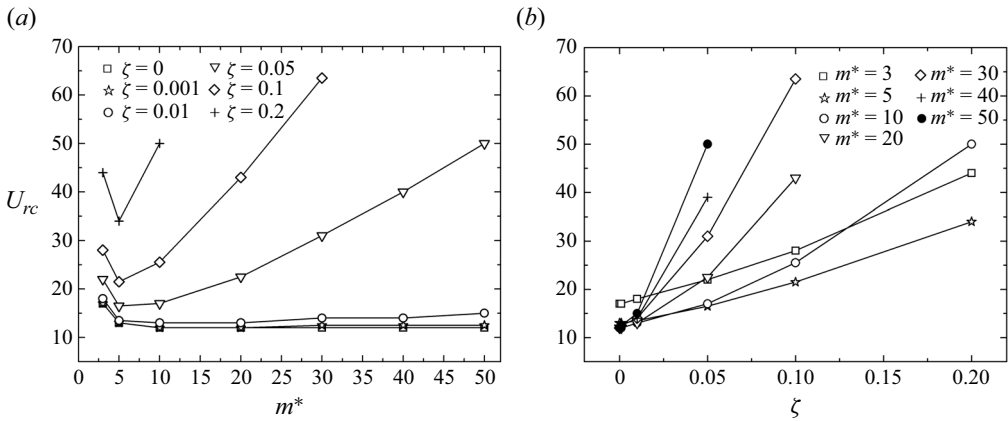 (a)
70
60
50
40
30
20
10
U_rc
0 5 10 15 20 25 30 35 40 45 50
m*
ζ = 0
ζ = 0.001
ζ = 0.01
ζ = 0.05
ζ = 0.1
ζ = 0.2
(b)
70
60
50
40
30
20
10
0 0.05 0.10 0.15 0.20
ζ
m* = 3
m* = 5
m* = 10
m* = 20
m* = 30
m* = 40
m* = 50